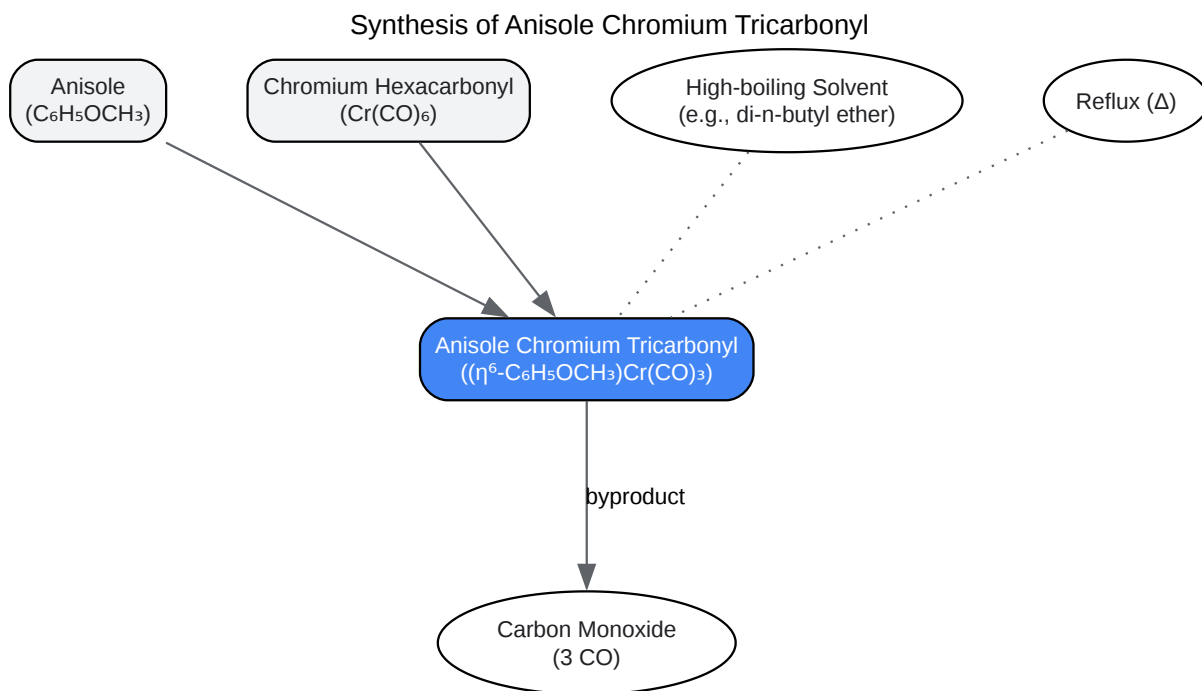 Synthesis of Anisole Chromium Tricarbonyl
Anisole
(C₆H₅OCH₃)
Chromium Hexacarbonyl
(Cr(CO)₆)
High-boiling Solvent
(e.g., di-n-butyl ether)
Reflux (Δ)
Anisole Chromium Tricarbonyl
((η⁶-C₆H₅OCH₃)Cr(CO)₃)
byproduct
Carbon Monoxide
(3 CO)